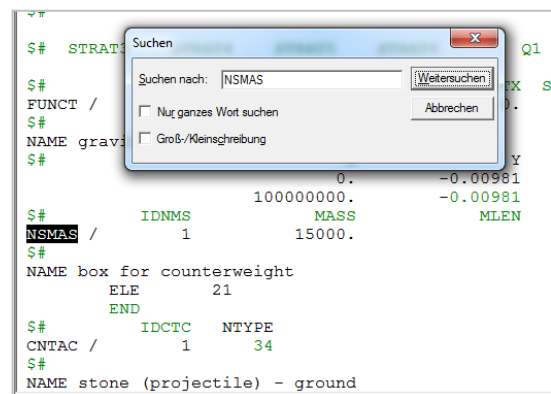 $#
$#  STRAT3 Q1
Suchen
Suchen nach: NSMAS Weitersuchen
Nur ganzes Wort suchen Abbrechen
Groß-/Kleinschreibung
$#
FUNCT /
$#
NAME gravi
$# Y
0. -0.00981
100000000. -0.00981
$# IDNMS MASS MLEN
NSMAS / 1 15000.
$#
NAME box for counterweight
ELE 21
END
$# IDCTC NTYPE
CNTAC / 1 34
$#
NAME stone (projectile) - ground